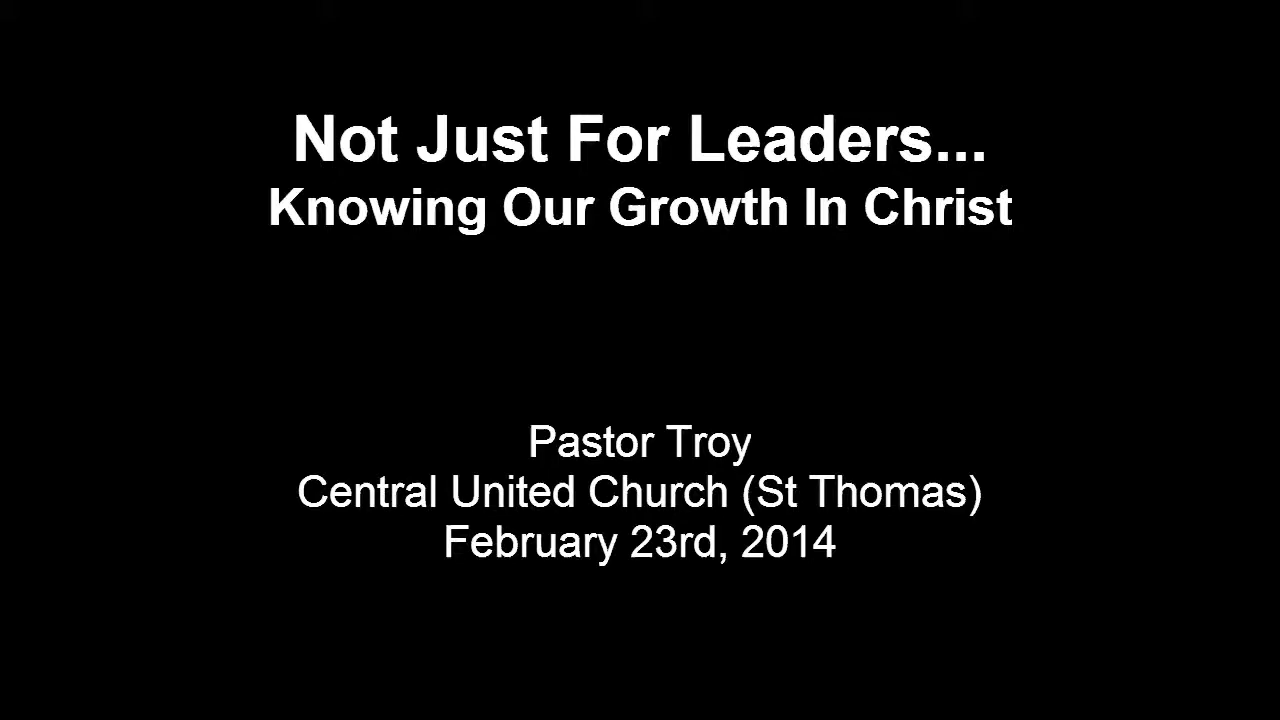 Not Just For Leaders...
Knowing Our Growth In Christ
Pastor Troy
Central United Church (St Thomas)
February 23rd, 2014